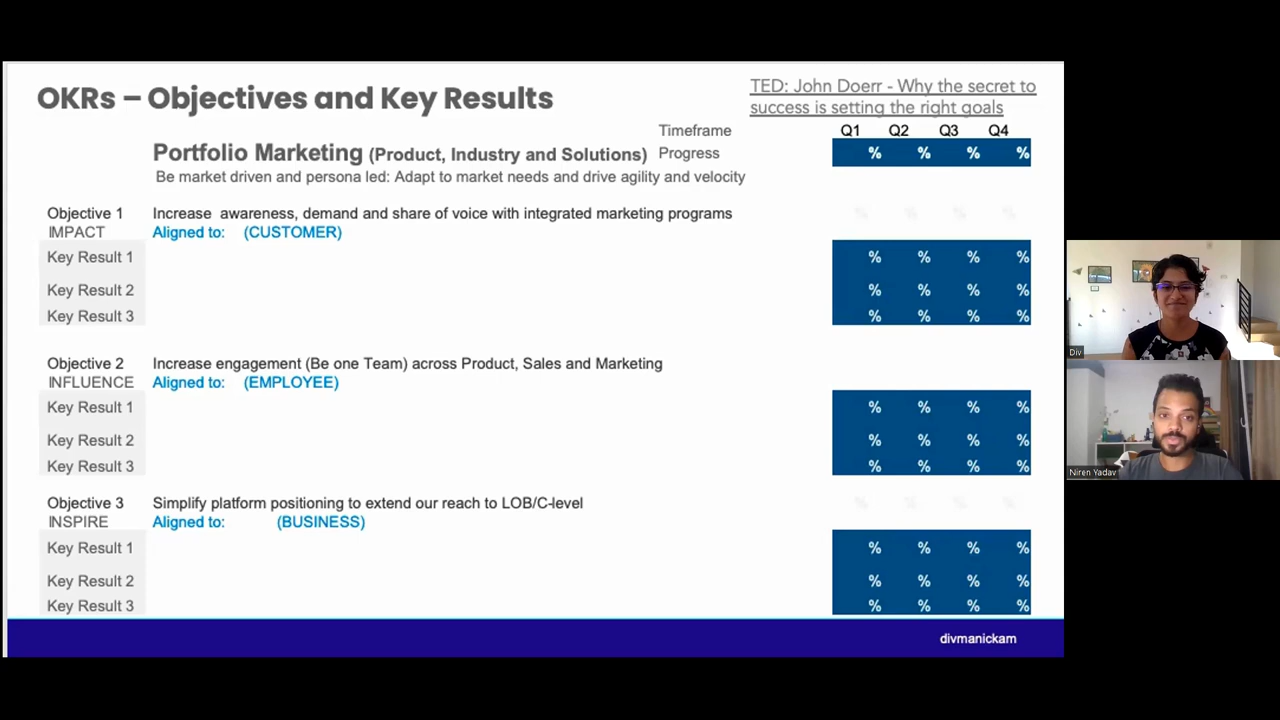 OKRs – Objectives and Key Results
TED: John Doerr - Why the secret to
success is setting the right goals
Timeframe Q1 Q2 Q3 Q4
Portfolio Marketing (Product, Industry and Solutions) Progress % % % %
Be market driven and persona led: Adapt to market needs and drive agility and velocity
Objective 1 Increase awareness, demand and share of voice with integrated marketing programs % % % %
IMPACT Aligned to: (CUSTOMER)
Key Result 1 % % % %
Key Result 2 % % % %
Key Result 3 % % % %
Objective 2 Increase engagement (Be one Team) across Product, Sales and Marketing
INFLUENCE Aligned to: (EMPLOYEE)
Key Result 1 % % % %
Key Result 2 % % % %
Key Result 3 % % % %
Objective 3 Simplify platform positioning to extend our reach to LOB/C-level % % % %
INSPIRE Aligned to: (BUSINESS)
Key Result 1 % % % %
Key Result 2 % % % %
Key Result 3 % % % %
divmanickam
Div
Niren Yadav